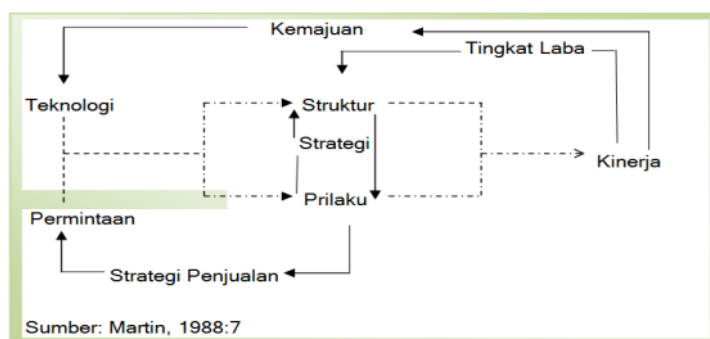 Kemajuan
Tingkat Laba
Teknologi
Struktur
Strategi
Kinerja
Prilaku
Permintaan
Strategi Penjualan
Sumber: Martin, 1988:7